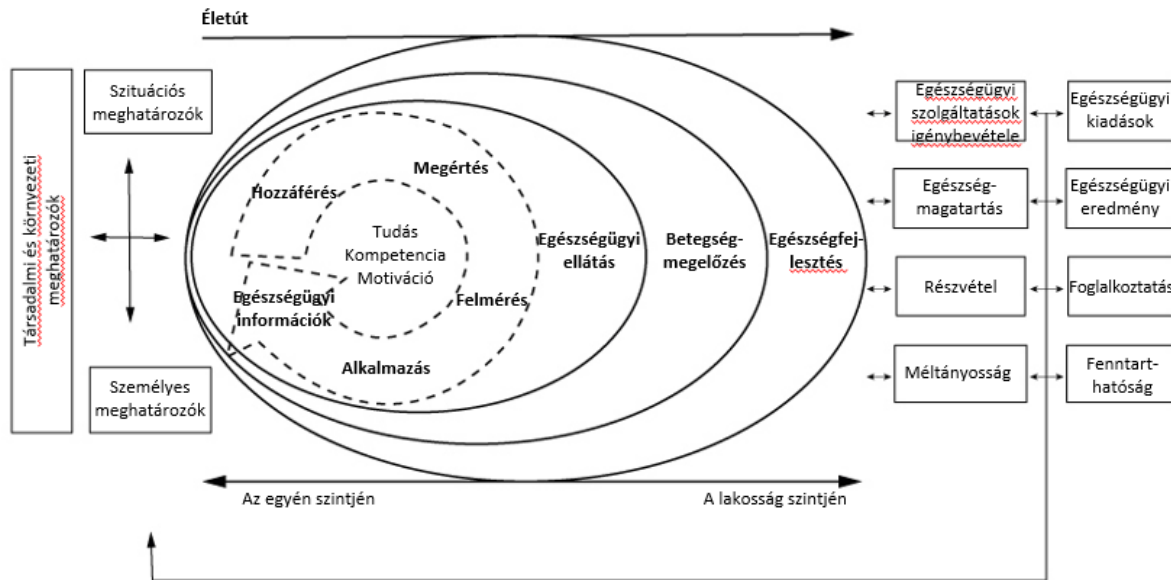 Életút
Társadalmi és környezeti
meghatározók
Szituációs
meghatározók
Személyes
meghatározók
Hozzáférés
Megértés
Tudás
Kompetencia
Motiváció
Egészségügyi
információk
Felmérés
Alkalmazás
Egészségügyi
ellátás
Betegség-
megelőzés
Egészségfej-
lesztés
Az egyén szintjén
A lakosság szintjén
Egészségügyi
szolgáltatások
igénybevétele
Egészség-
magatartás
Részvétel
Méltányosság
Egészségügyi
kiadások
Egészségügyi
eredmény
Foglalkoztatás
Fenntart-
hatóság